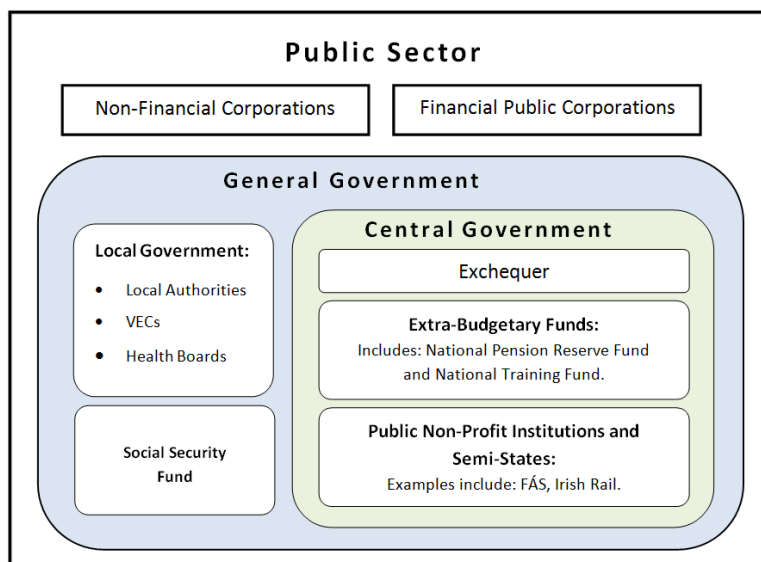 Public Sector
Non-Financial Corporations
Financial Public Corporations
General Government
Local Government:
• Local Authorities
• VECs
• Health Boards
Social Security
Fund
Central Government
Exchequer
Extra-Budgetary Funds:
Includes: National Pension Reserve Fund
and National Training Fund.
Public Non-Profit Institutions and
Semi-States:
Examples include: FÁS, Irish Rail.